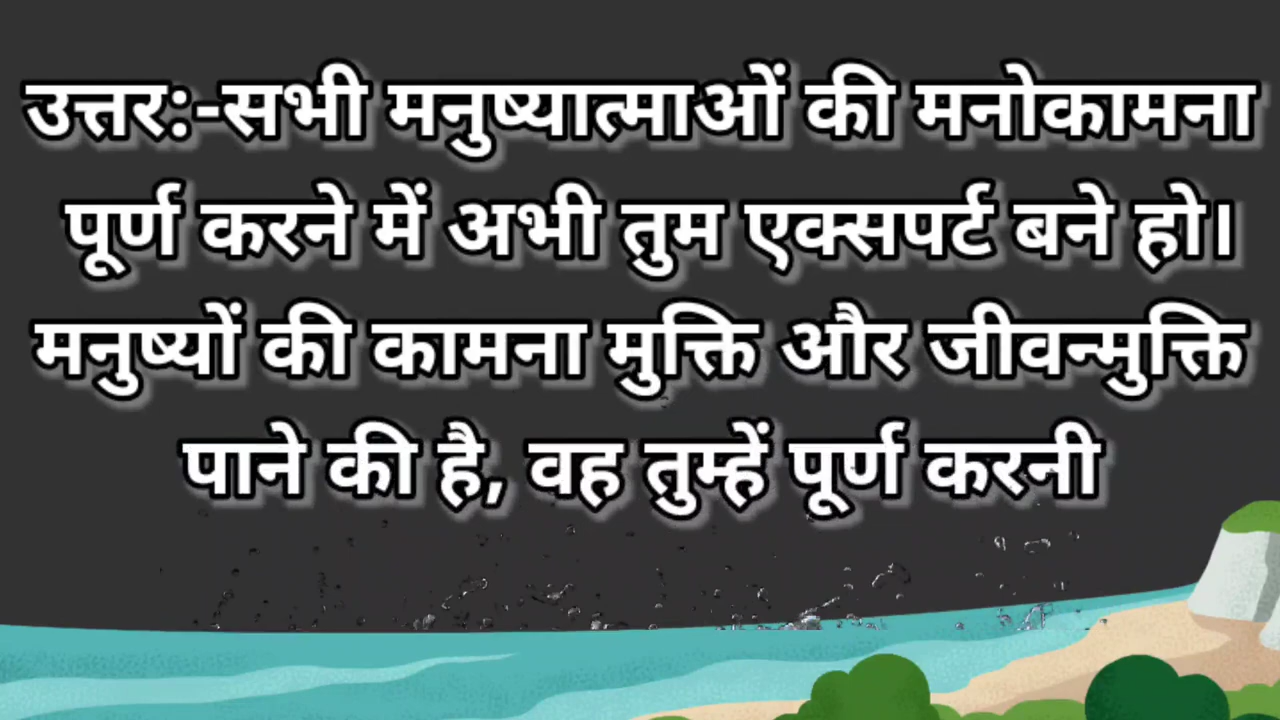 उत्तर:-सभी मनुष्यात्माओं की मनोकामना
पूर्ण करने में अभी तुम एक्सपर्ट बने हो।
मनुष्यों की कामना मुक्ति और जीवन्मुक्ति
पाने की है, वह तुम्हें पूर्ण करनी